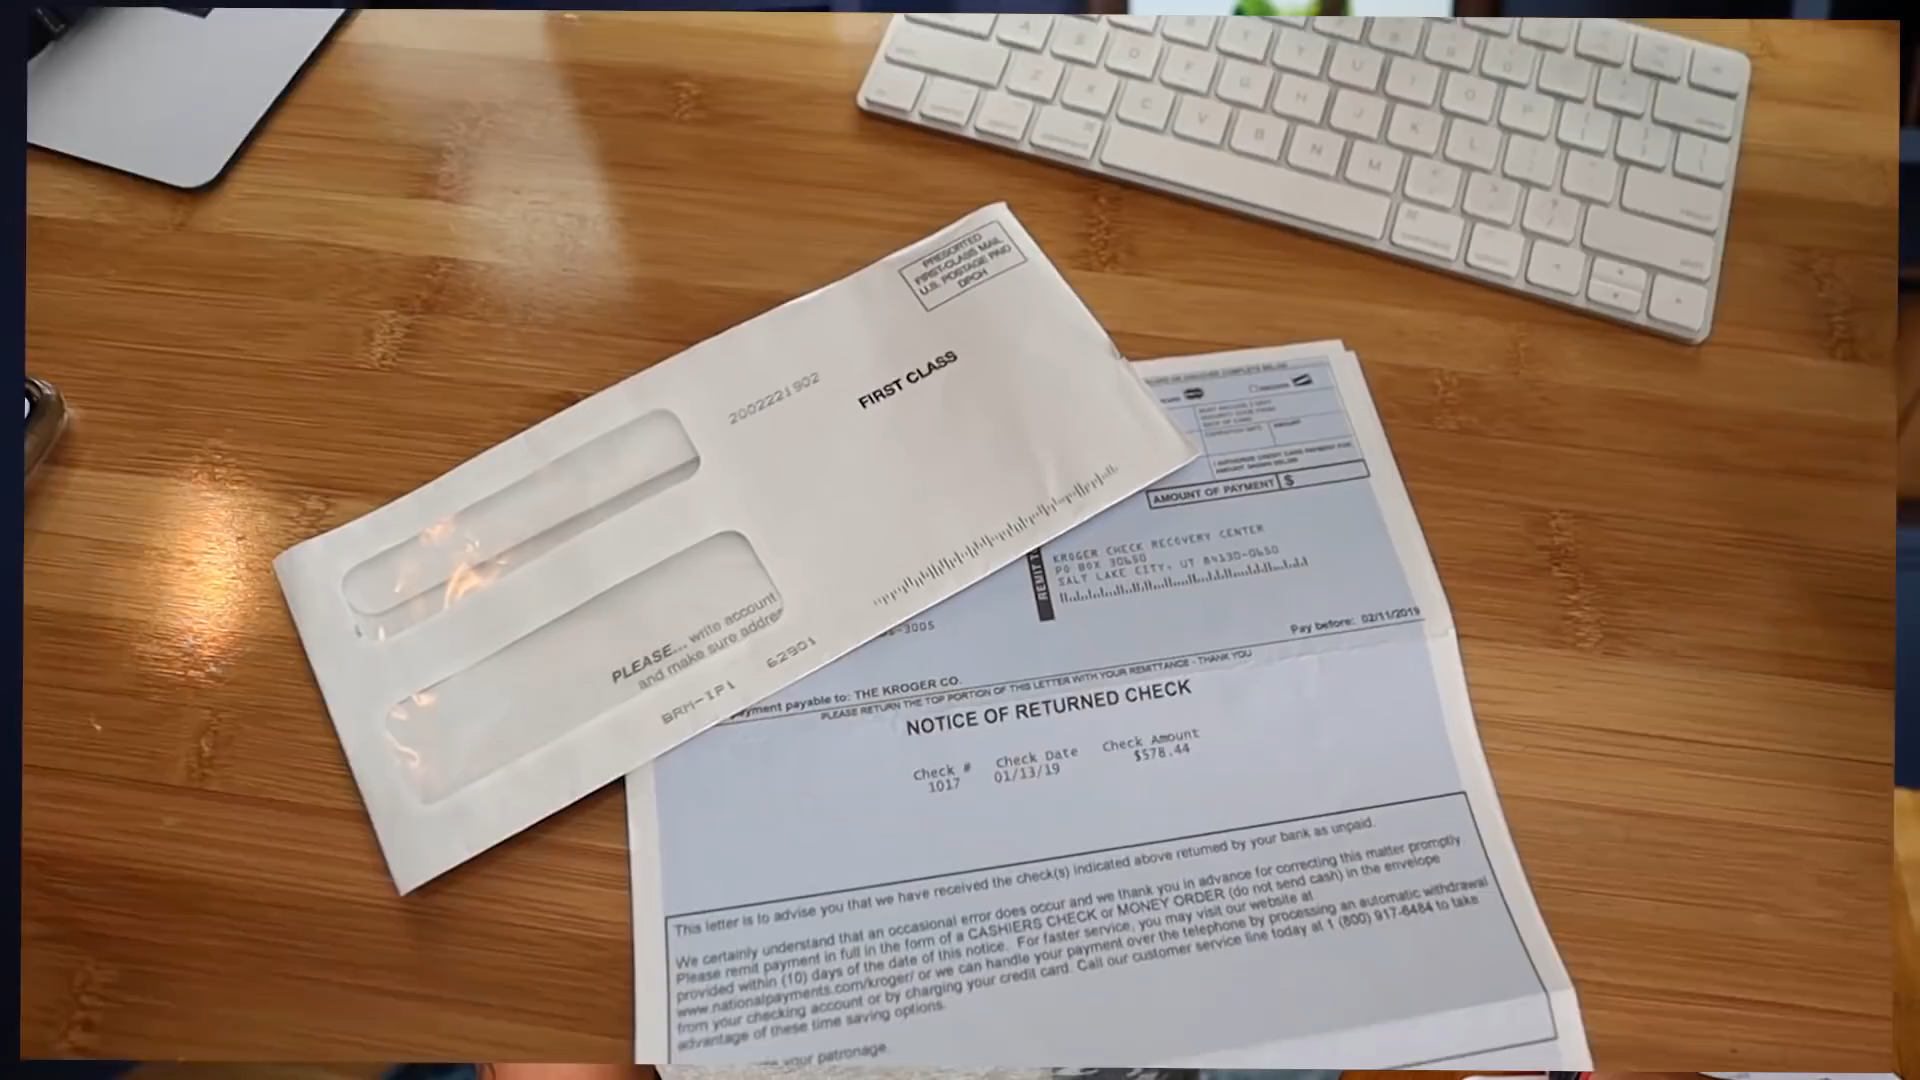 PRESORTED
FIRST-CLASS MAIL
U.S. POSTAGE PAID
DPCH
2002221902
FIRST CLASS
PLEASE... write account
and make sure addre
BRM-IP1 62901
AMOUNT OF PAYMENT $
REMIT T
KROGER CHECK RECOVERY CENTER
PO BOX 30650
SALT LAKE CITY, UT 84130-0650
-3005
Pay before: 02/11/2019
ayment payable to: THE KROGER CO.
PLEASE RETURN THE TOP PORTION OF THIS LETTER WITH YOUR REMITTANCE - THANK YOU
NOTICE OF RETURNED CHECK
Check # Check Date Check Amount
1017 01/13/19 $578.44
This letter is to advise you that we have received the check(s) indicated above returned by your bank as unpaid.
We certainly understand that an occasional error does occur and we thank you in advance for correcting this matter promptly.
Please remit payment in full in the form of a CASHIERS CHECK or MONEY ORDER (do not send cash) in the envelope
provided within (10) days of the date of this notice. For faster service, you may visit our website at
www.nationalpayments.com/kroger/ or we can handle your payment over the telephone by processing an automatic withdrawal
from your checking account or by charging your credit card. Call our customer service line today at 1 (800) 917-6484 to take
advantage of these time saving options.
your patronage.